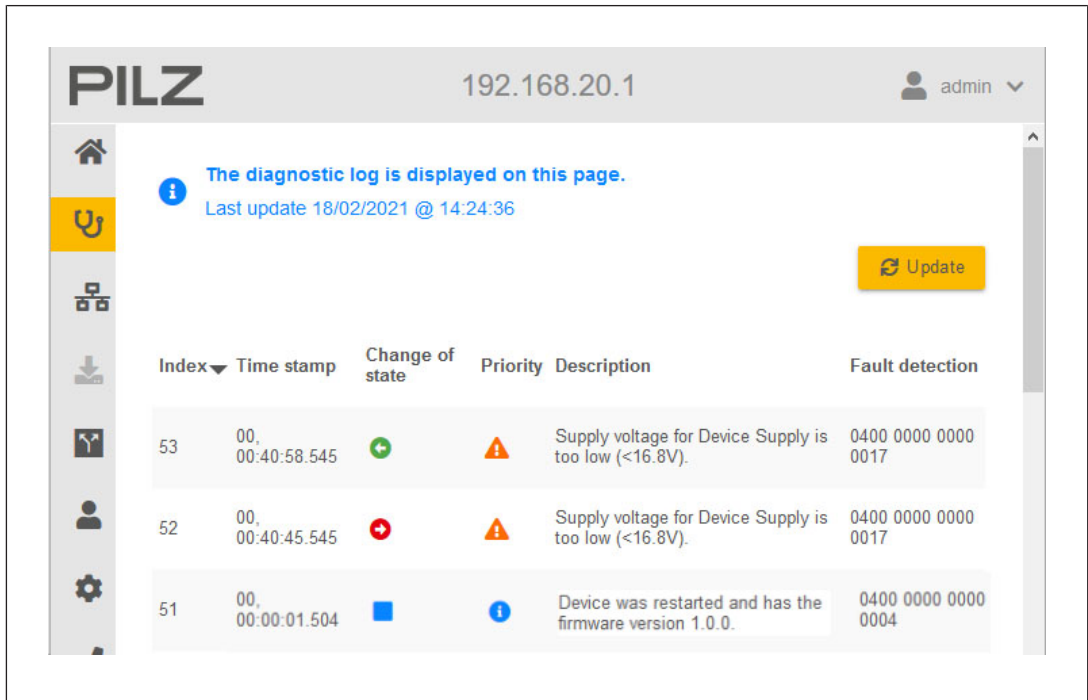 PILZ
192.168.20.1
admin
The diagnostic log is displayed on this page.
Last update 18/02/2021 @ 14:24:36
Update
Index Time stamp Change of state Priority Description Fault detection
53 00, 00:40:58.545 Supply voltage for Device Supply is too low (<16.8V). 0400 0000 0000 0017
52 00, 00:40:45.545 Supply voltage for Device Supply is too low (<16.8V). 0400 0000 0000 0017
51 00, 00:00:01.504 Device was restarted and has the firmware version 1.0.0. 0400 0000 0000 0004